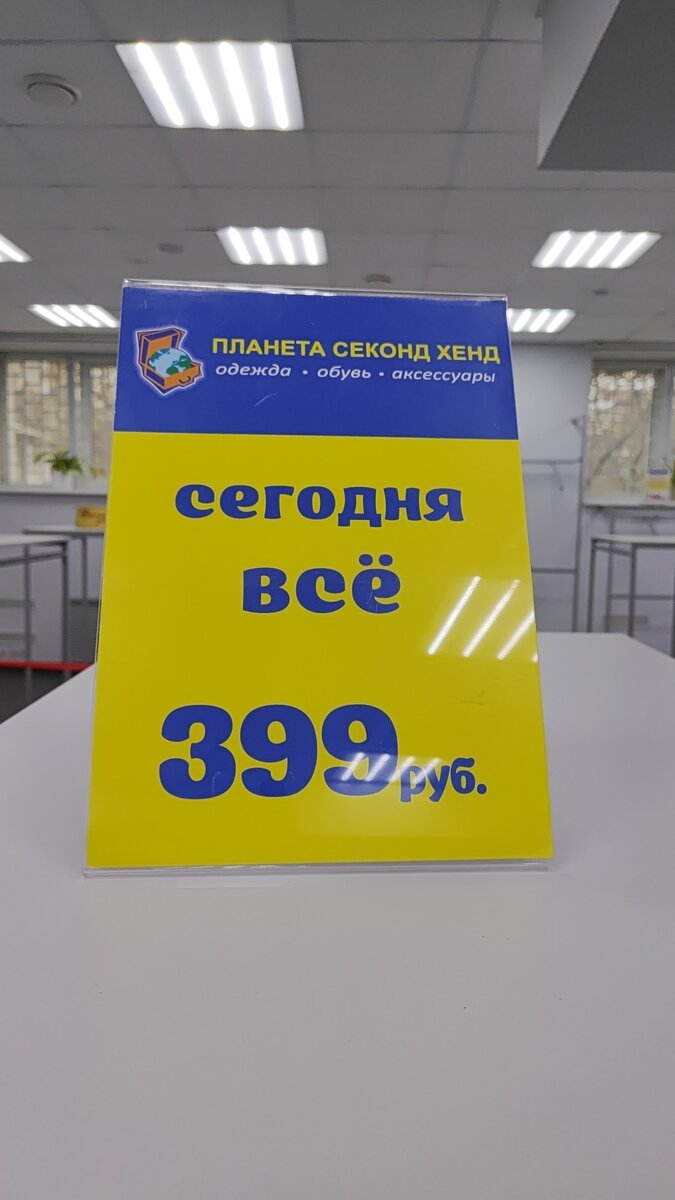 ПЛАНЕТА СЕКОНД ХЕНД
одежда • обувь • аксессуары
сегодня
всё
399 руб.